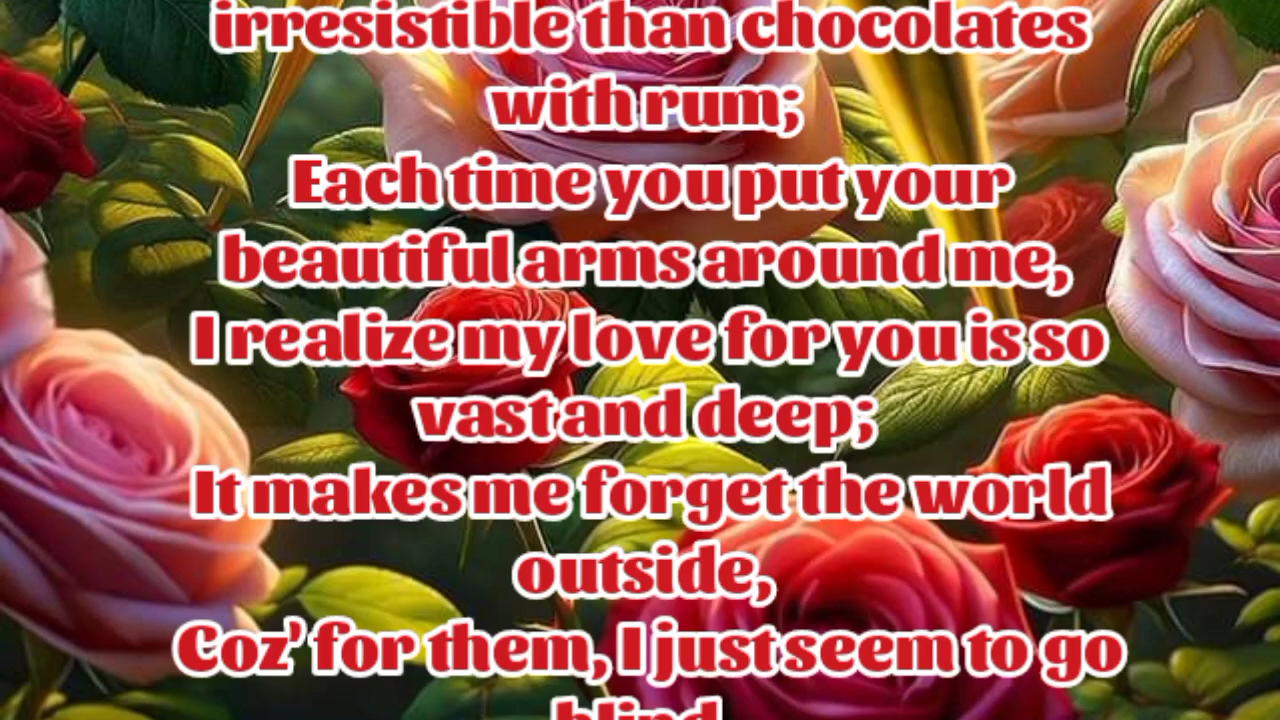 irresistible than chocolates
with rum;
Each time you put your
beautiful arms around me,
I realize my love for you is so
vast and deep;
It makes me forget the world
outside,
Coz' for them, I just seem to go
blind